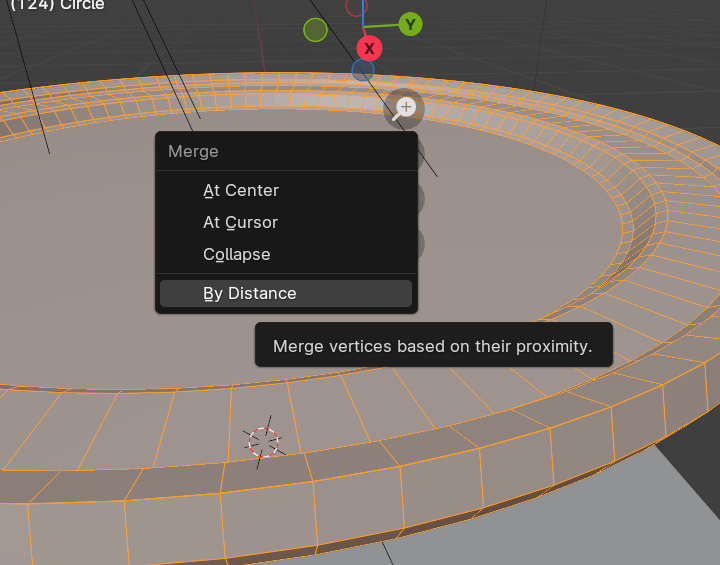 (124) Circle
Y
X
Merge
At Center
At Cursor
Collapse
By Distance
Merge vertices based on their proximity.